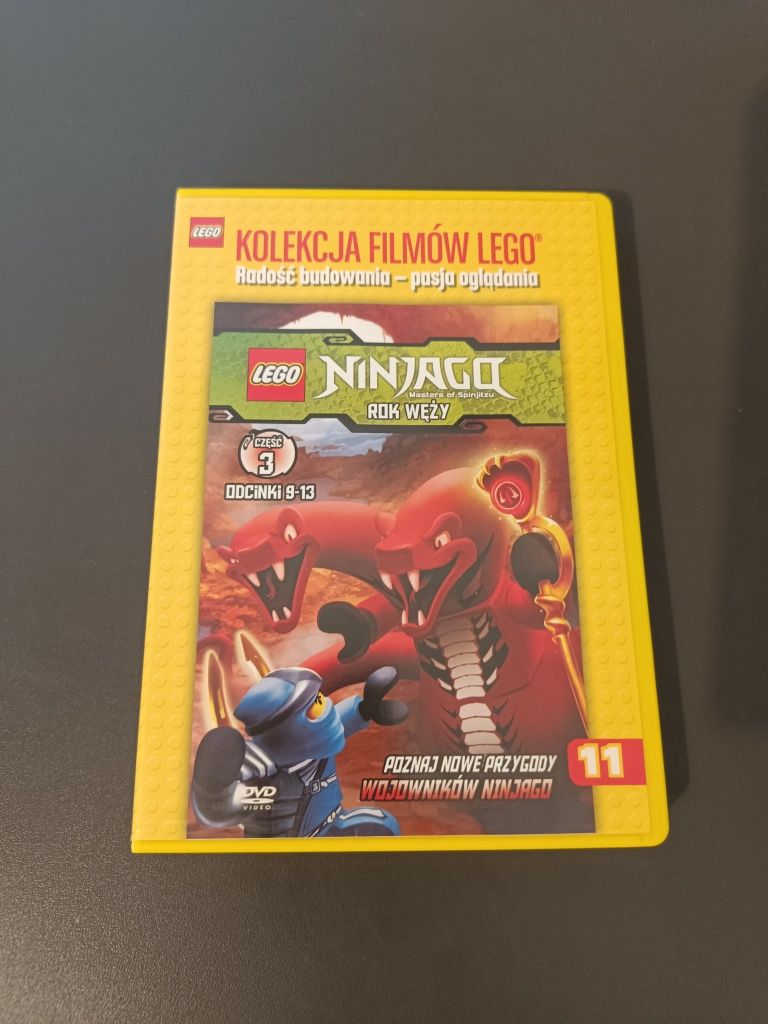 LEGO
KOLEKCJA FILMÓW LEGO®
Radość budowania – pasja oglądania
LEGO
NINJAGO
Masters of Spinjitzu
ROK WĘŻY
CZĘŚĆ
3
ODCINKI 9-13
POZNAJ NOWE PRZYGODY
WOJOWNIKÓW NINJAGO
11
DVD
VIDEO